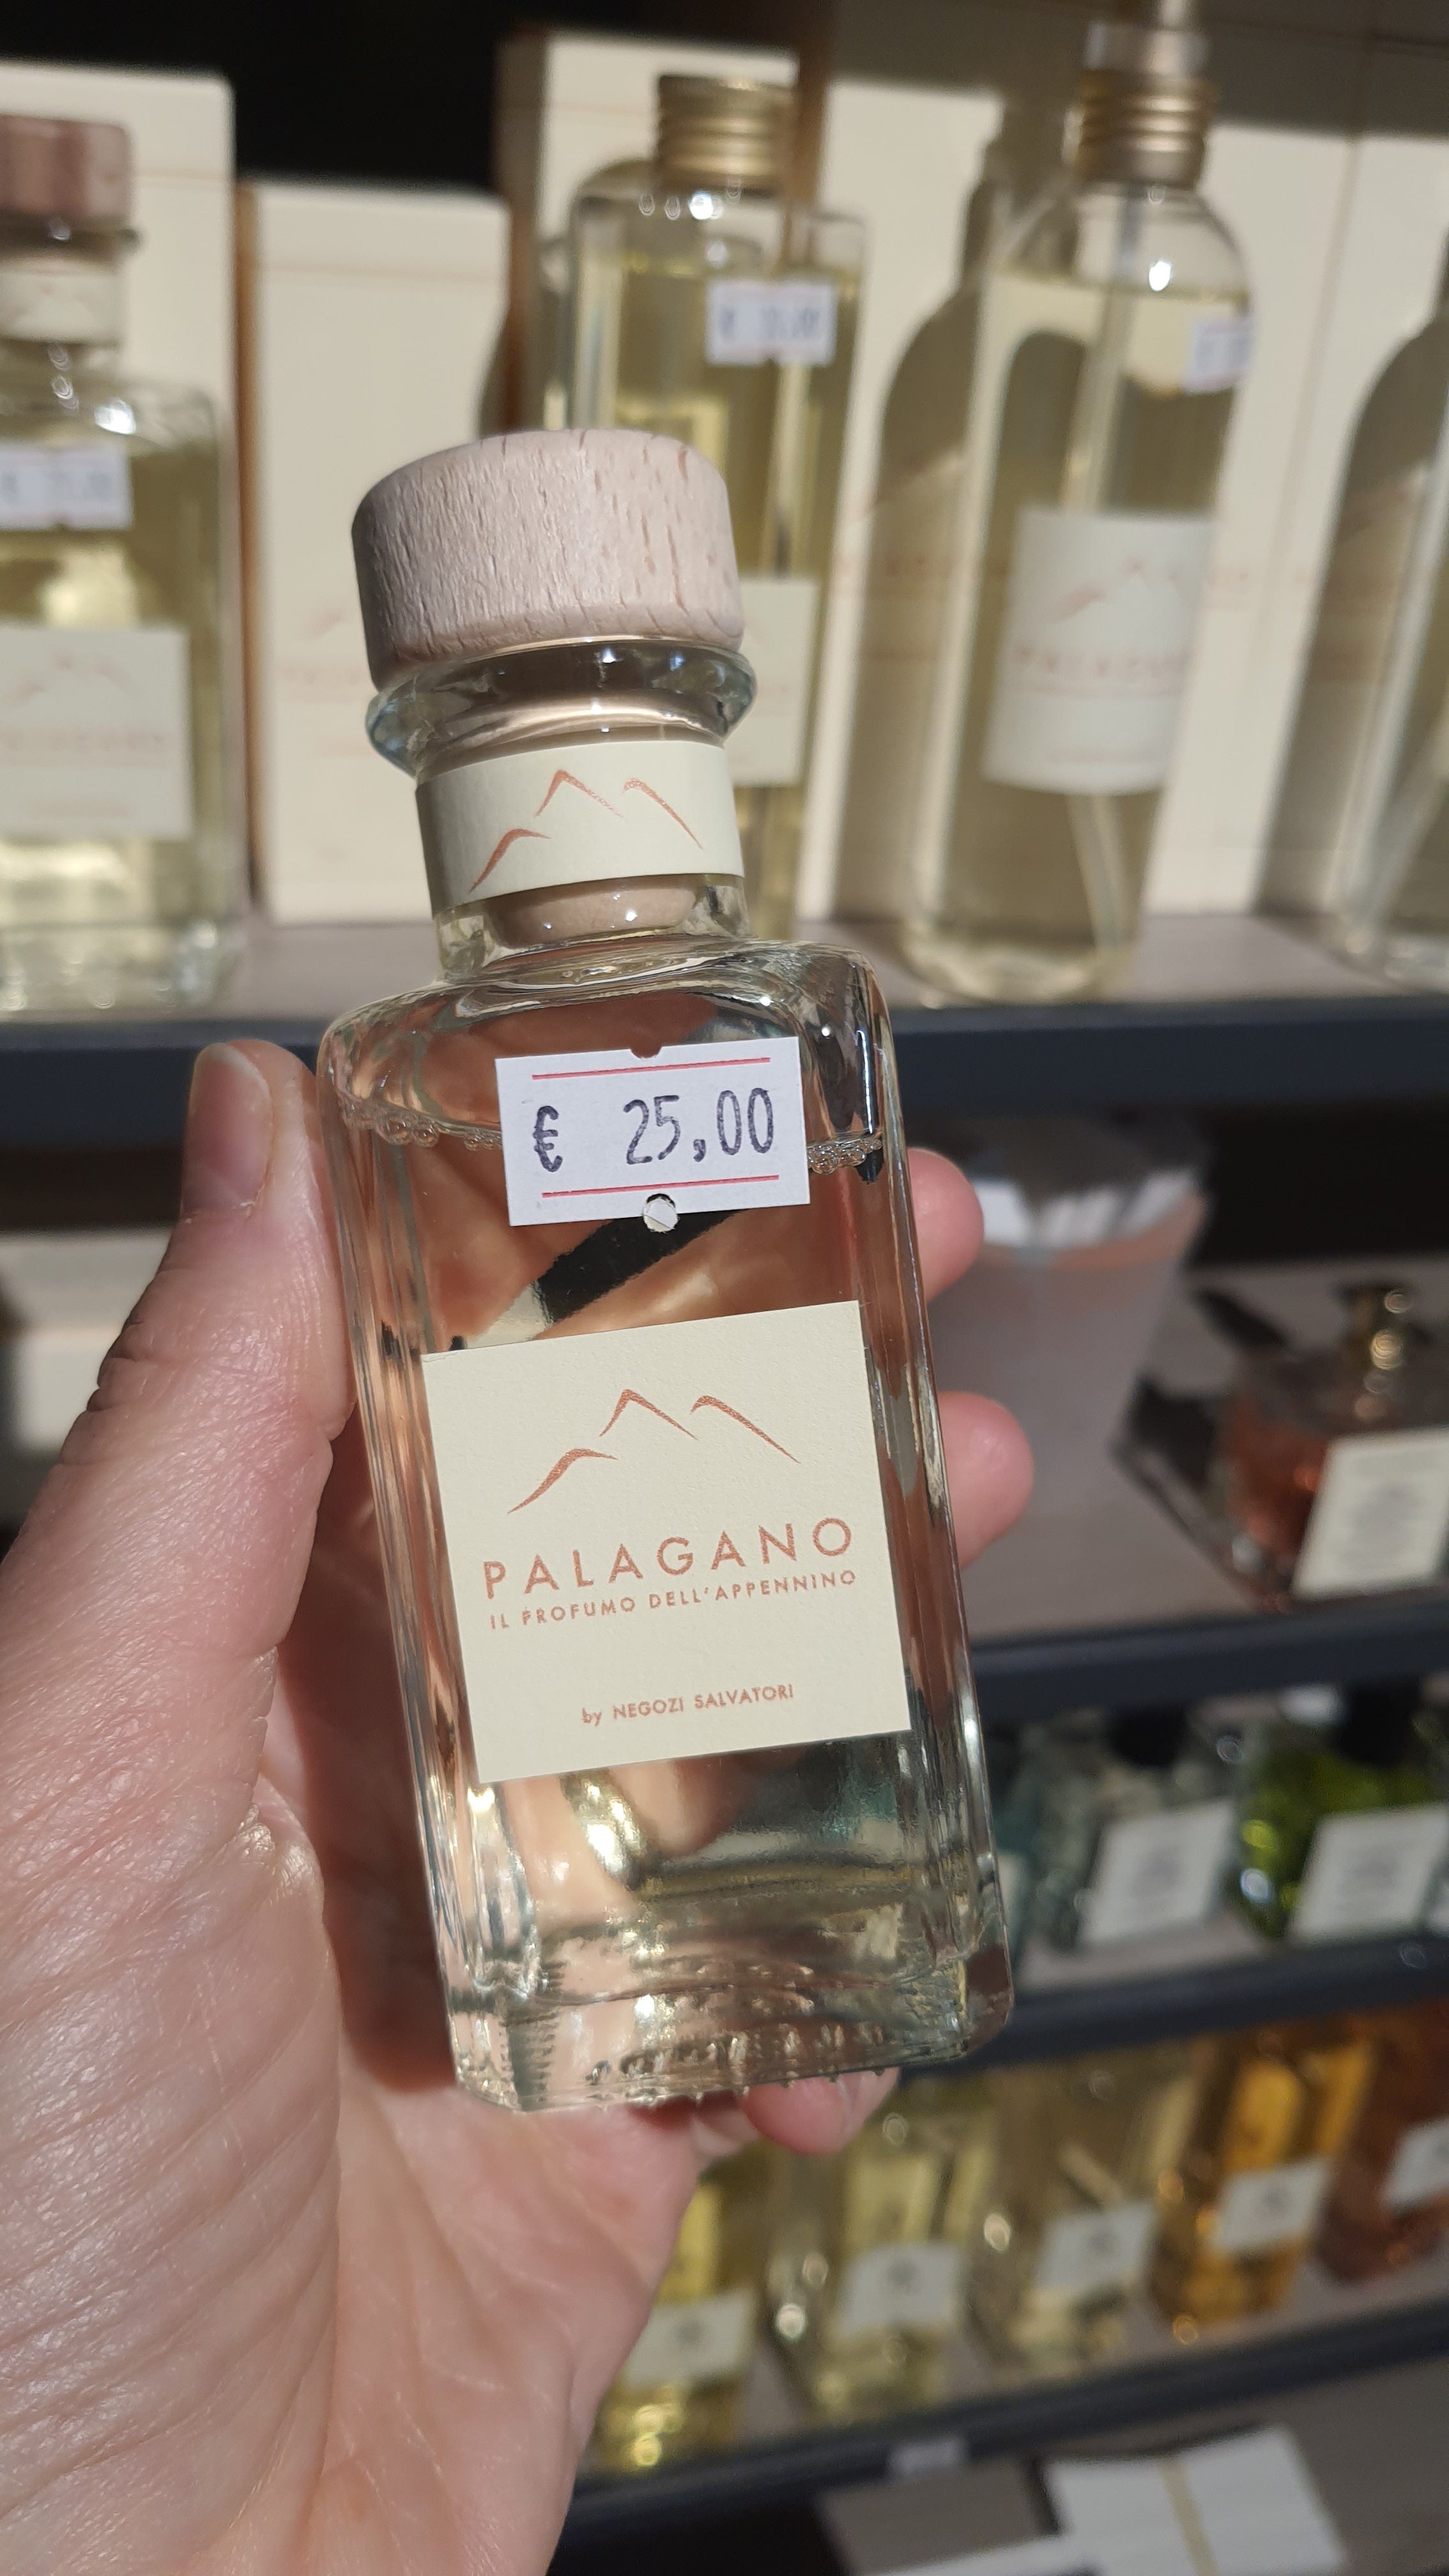 € 25,00
PALAGANO
IL PROFUMO DELL'APPENNINO
by NEGOZI SALVATORI